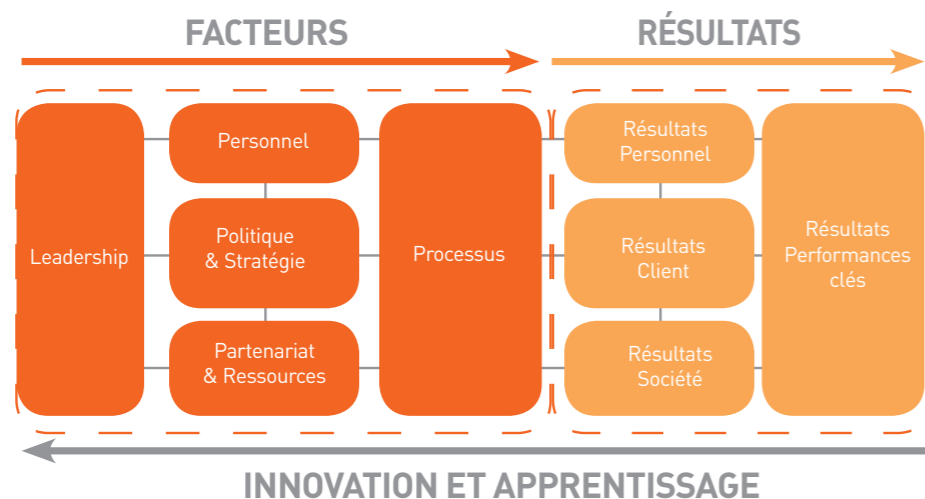 FACTEURS
RÉSULTATS
Leadership
Personnel
Politique
& Stratégie
Partenariat
& Ressources
Processus
Résultats
Personnel
Résultats
Client
Résultats
Société
Résultats
Performances
clés
INNOVATION ET APPRENTISSAGE